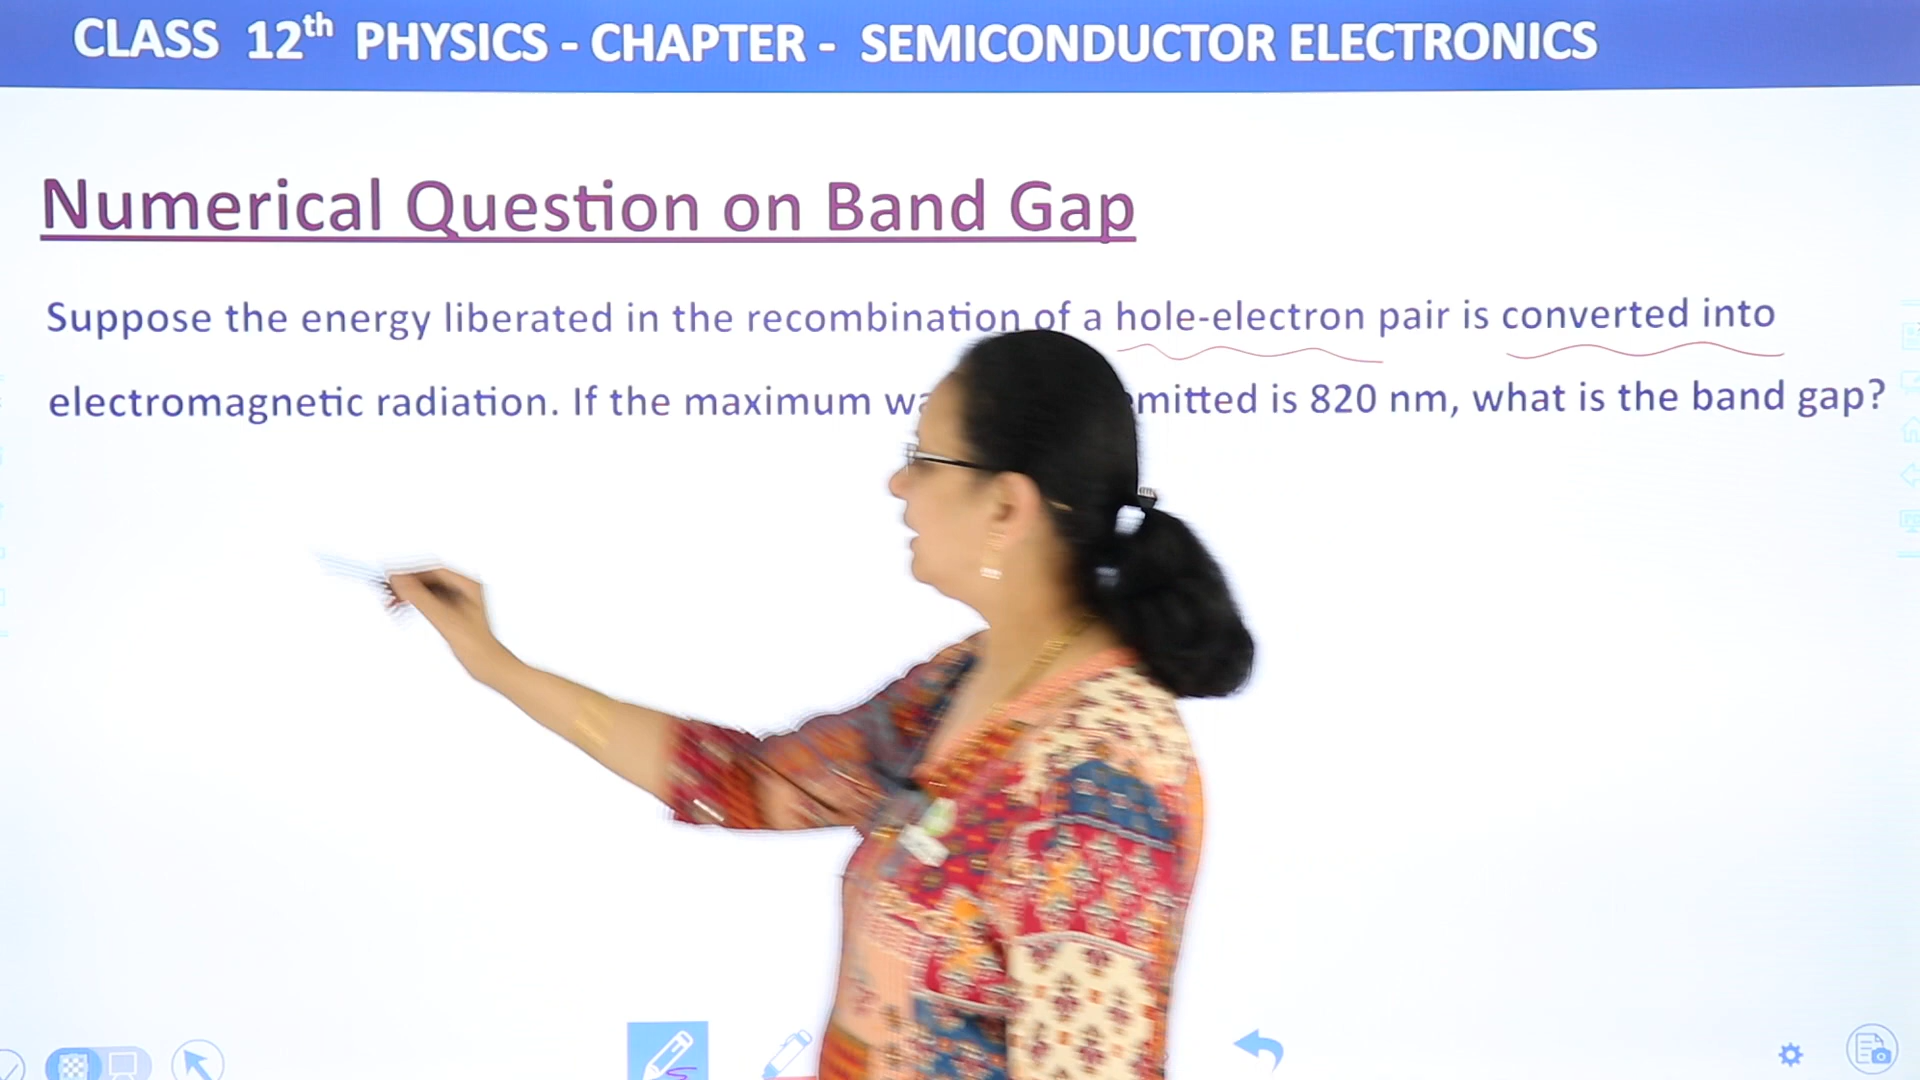 CLASS 12th PHYSICS - CHAPTER - SEMICONDUCTOR ELECTRONICS
Numerical Question on Band Gap
Suppose the energy liberated in the recombination of a hole-electron pair is converted into
electromagnetic radiation. If the maximum mitted is 820 nm, what is the band gap?